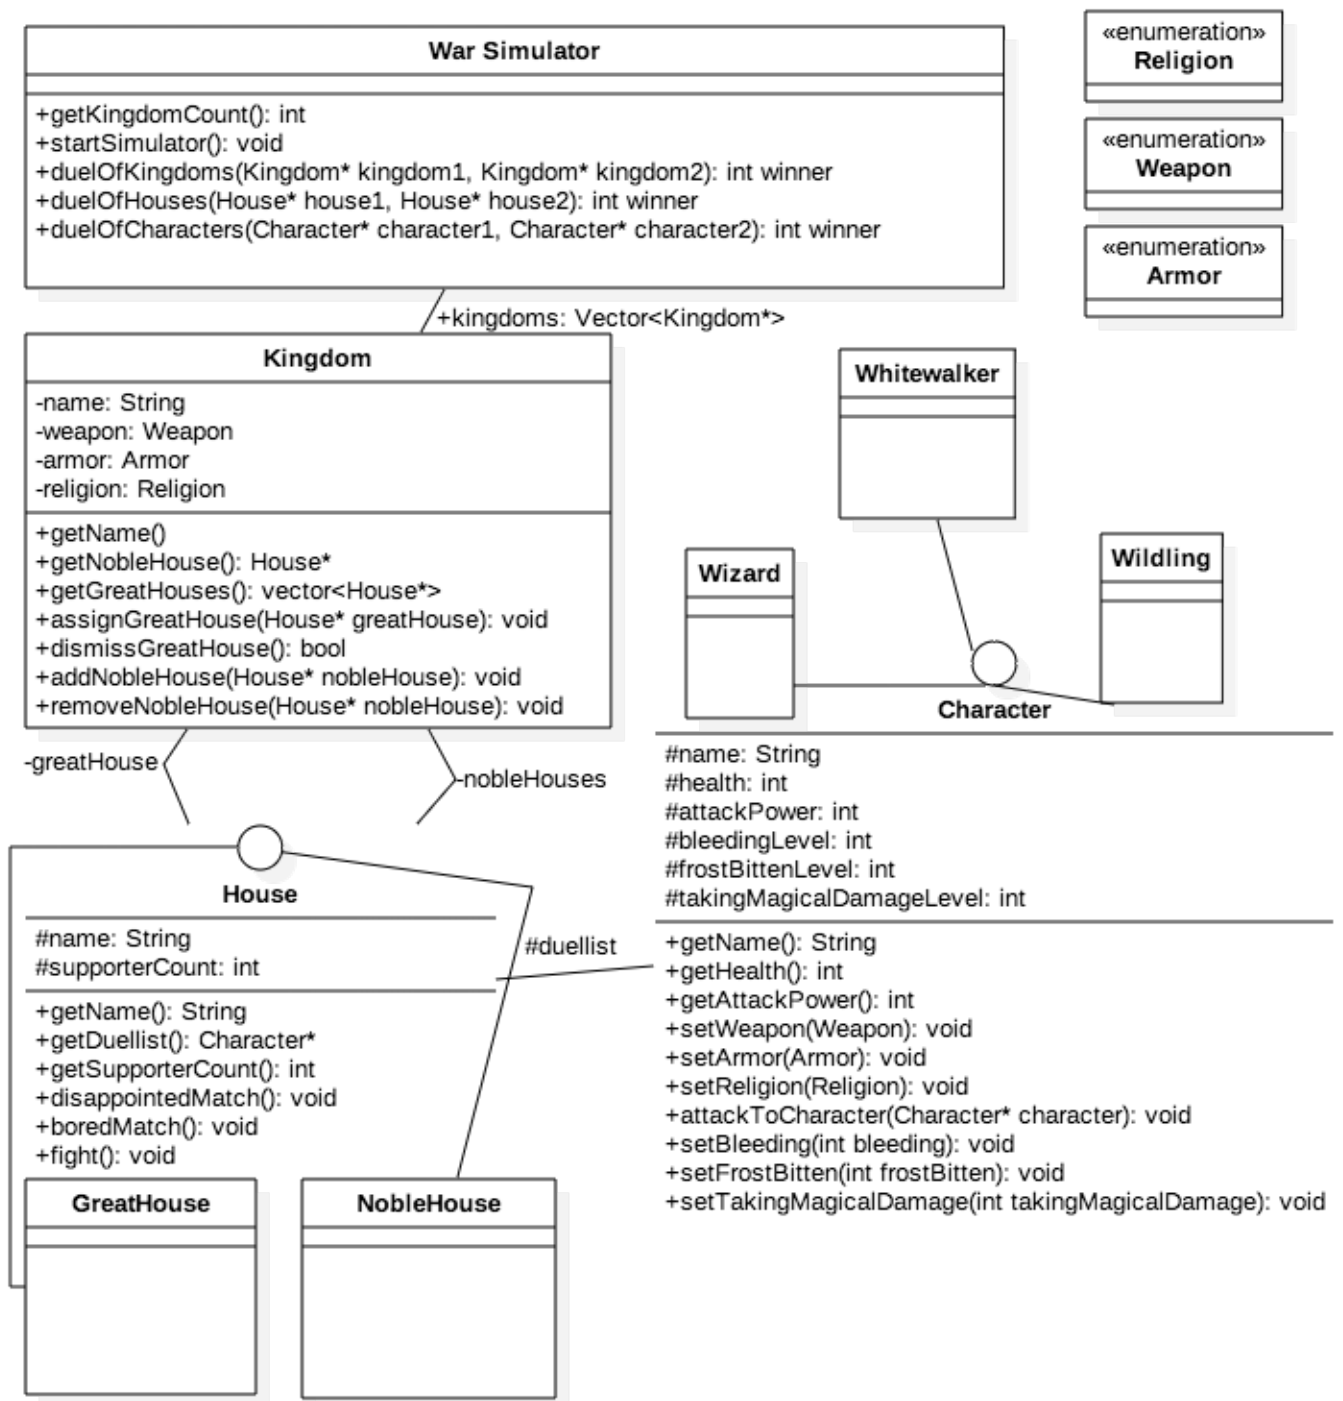 War Simulator
+getKingdomCount(): int
+startSimulator(): void
+duelOfKingdoms(Kingdom* kingdom1, Kingdom* kingdom2): int winner
+duelOfHouses(House* house1, House* house2): int winner
+duelOfCharacters(Character* character1, Character* character2): int winner
«enumeration»
Religion
«enumeration»
Weapon
«enumeration»
Armor
+kingdoms: Vector<Kingdom*>
Kingdom
-name: String
-weapon: Weapon
-armor: Armor
-religion: Religion
+getName()
+getNobleHouse(): House*
+getGreatHouses(): vector<House*>
+assignGreatHouse(House* greatHouse): void
+dismissGreatHouse(): bool
+addNobleHouse(House* nobleHouse): void
+removeNobleHouse(House* nobleHouse): void
-greatHouse
-nobleHouses
Whitewalker
Wizard
Wildling
Character
#name: String
#health: int
#attackPower: int
#bleedingLevel: int
#frostBittenLevel: int
#takingMagicalDamageLevel: int
+getName(): String
+getHealth(): int
+getAttackPower(): int
+setWeapon(Weapon): void
+setArmor(Armor): void
+setReligion(Religion): void
+attackToCharacter(Character* character): void
+setBleeding(int bleeding): void
+setFrostBitten(int frostBitten): void
+setTakingMagicalDamage(int takingMagicalDamage): void
House
#name: String
#supporterCount: int
#duellist
+getName(): String
+getDuellist(): Character*
+getSupporterCount(): int
+disappointedMatch(): void
+boredMatch(): void
+fight(): void
GreatHouse
NobleHouse